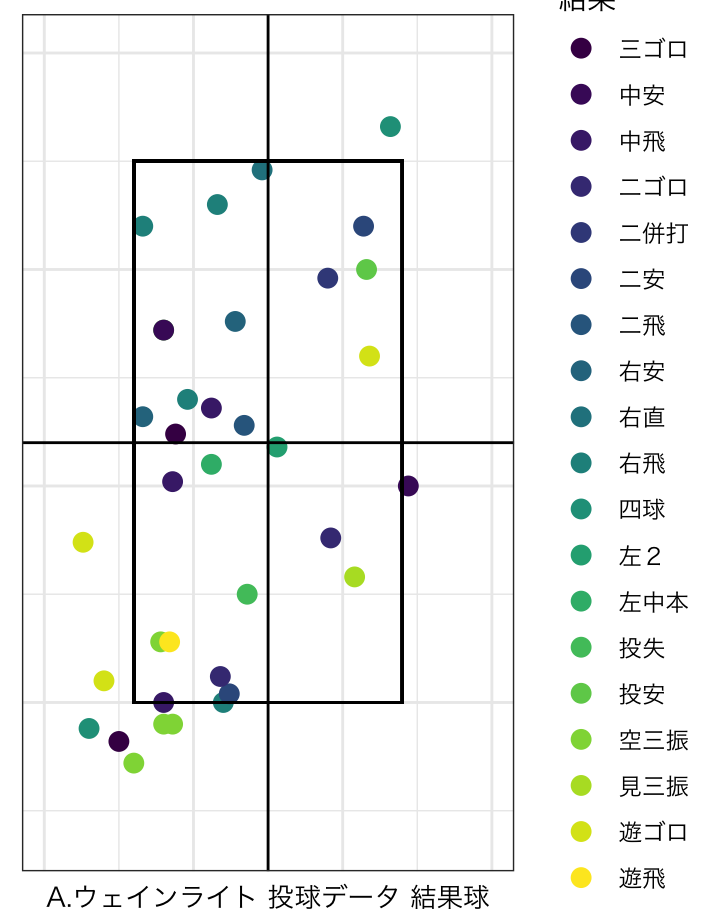 結果
三ゴロ
中安
中飛
二ゴロ
二併打
二安
二飛
右安
右直
右飛
四球
左２
左中本
投失
投安
空三振
見三振
遊ゴロ
遊飛
A.ウェインライト 投球データ 結果球